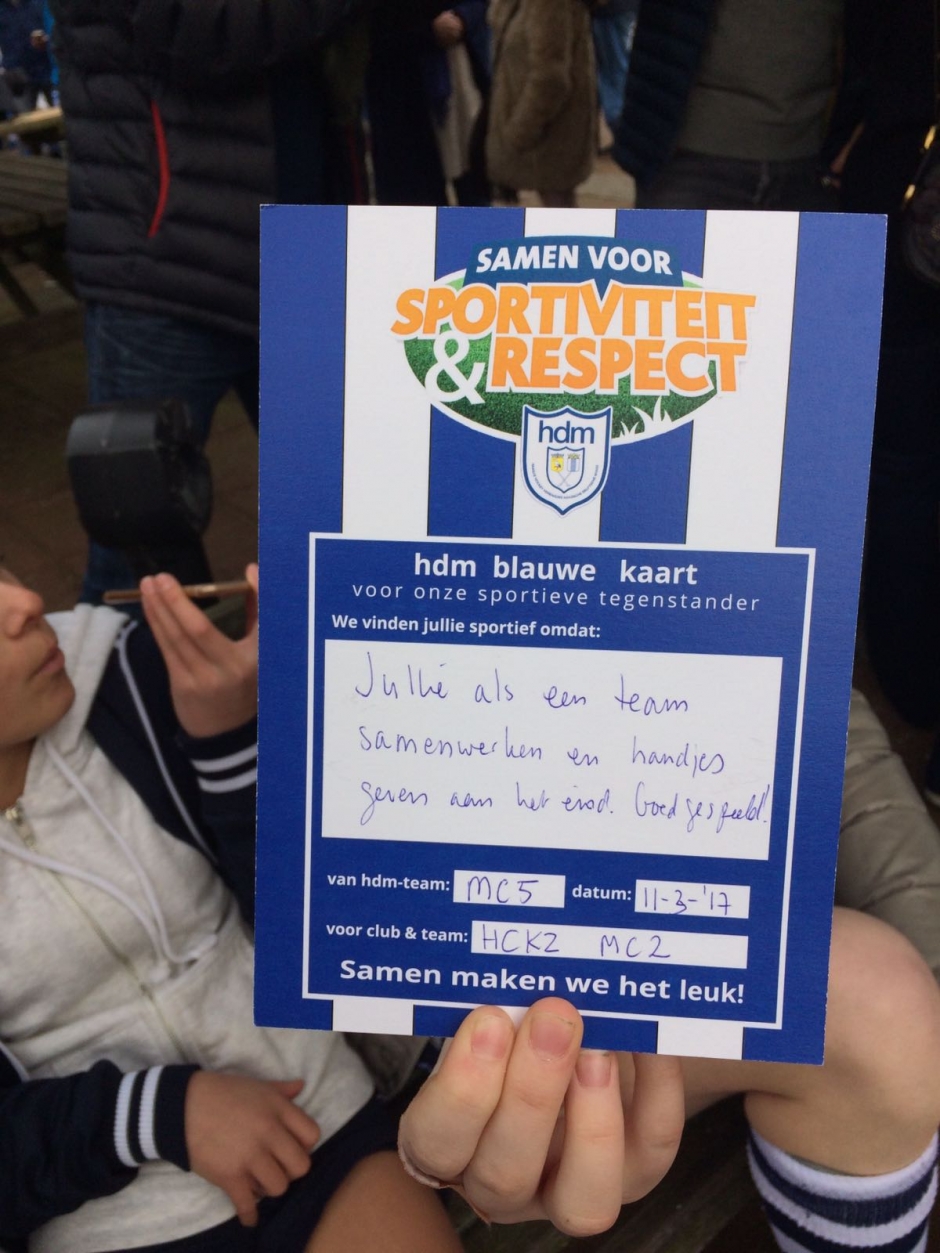 SAMEN VOOR
SPORTIVITEIT
& RESPECT
hdm
hdm blauwe kaart
voor onze sportieve tegenstander
We vinden jullie sportief omdat:
Jullie als een team
samenwerken en handjes
geven aan het eind. Goed gespeeld!
van hdm-team: MC5 datum: 11-3-'17
voor club & team: HCKZ MC2
Samen maken we het leuk!